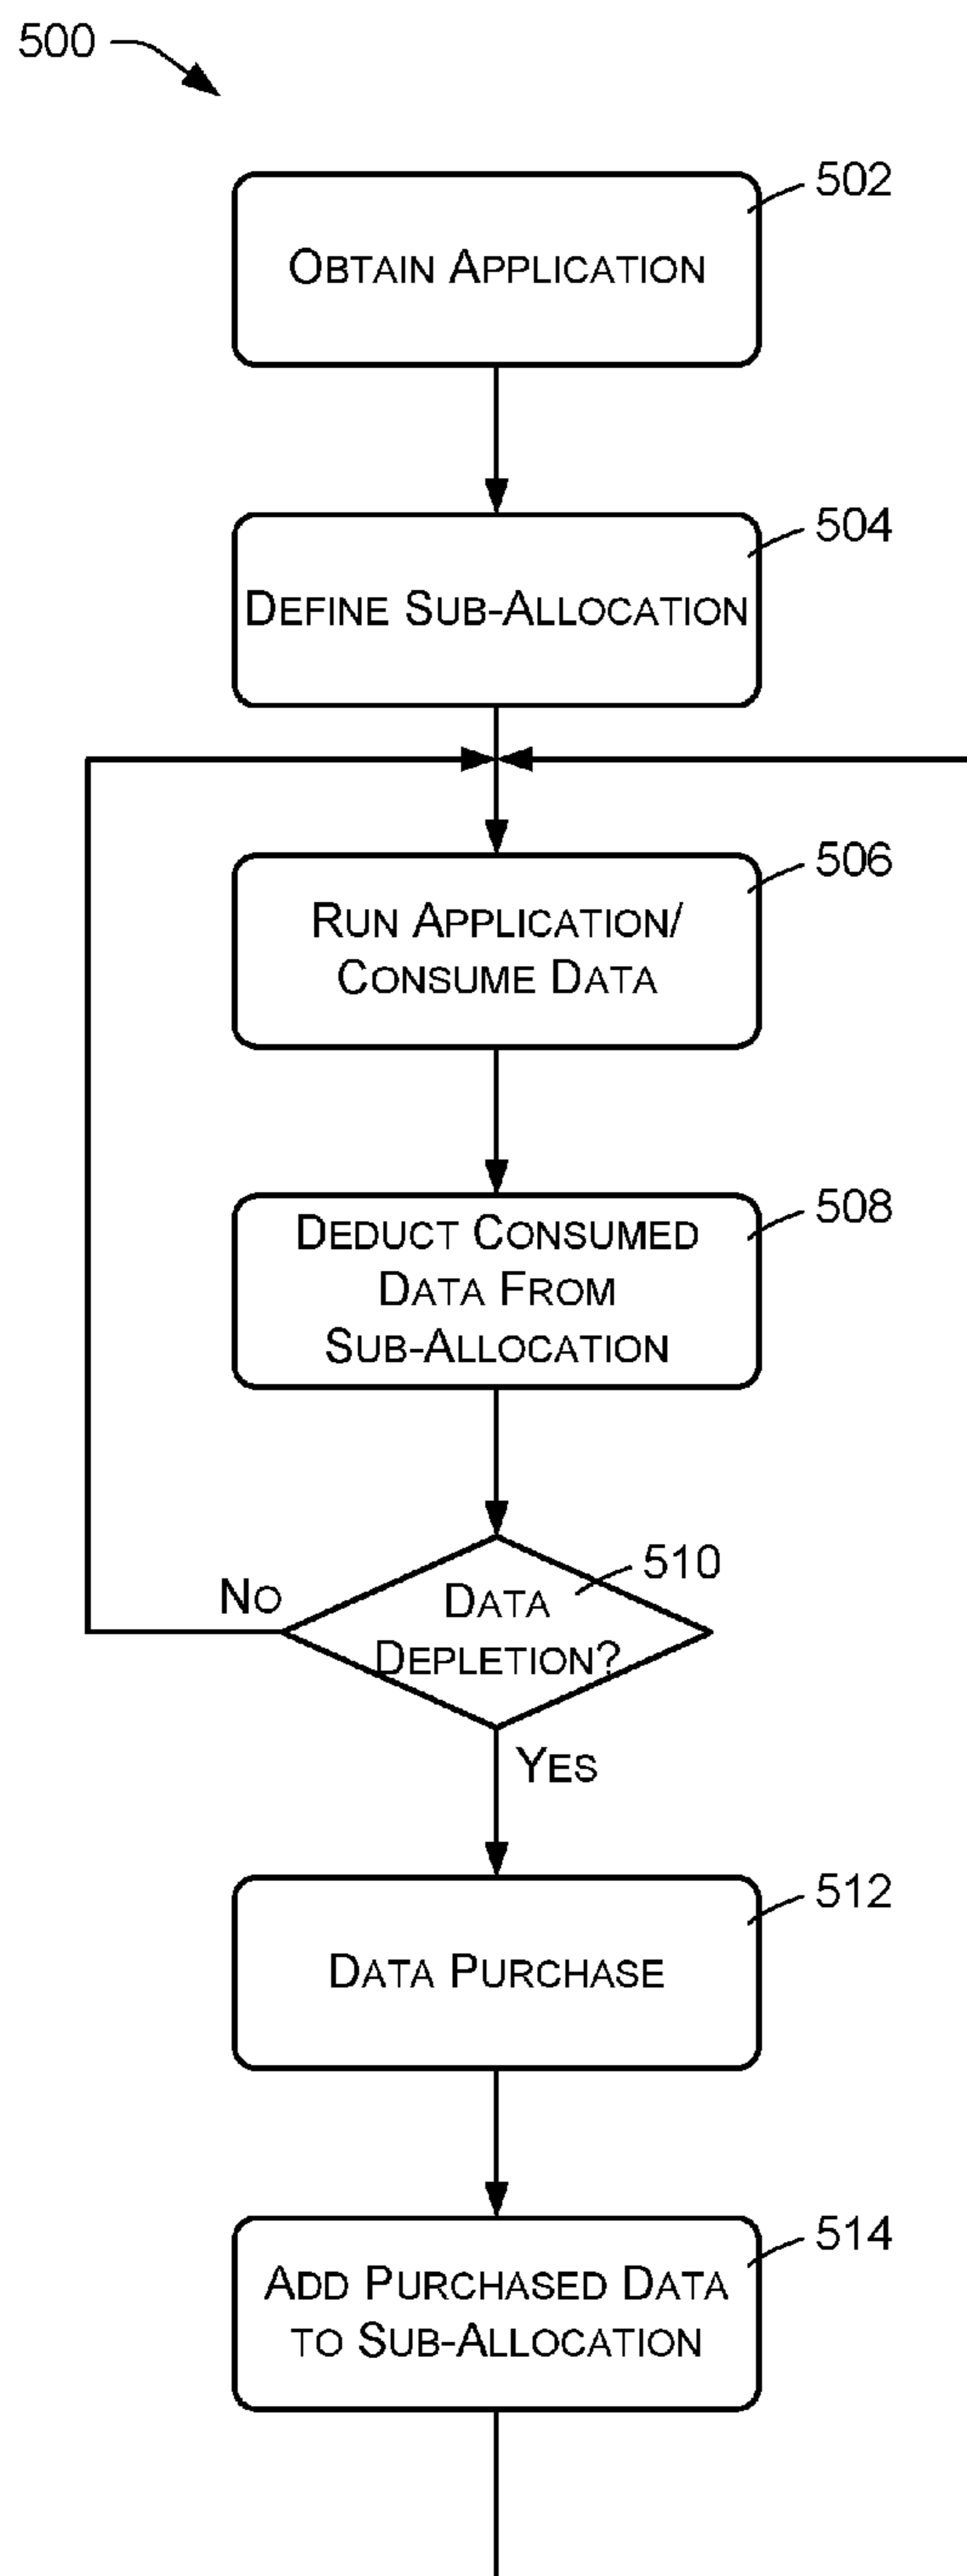 500
502
OBTAIN APPLICATION
504
DEFINE SUB-ALLOCATION
506
RUN APPLICATION/
CONSUME DATA
508
DEDUCT CONSUMED
DATA FROM
SUB-ALLOCATION
510
NO
DATA
DEPLETION?
YES
512
DATA PURCHASE
514
ADD PURCHASED DATA
TO SUB-ALLOCATION